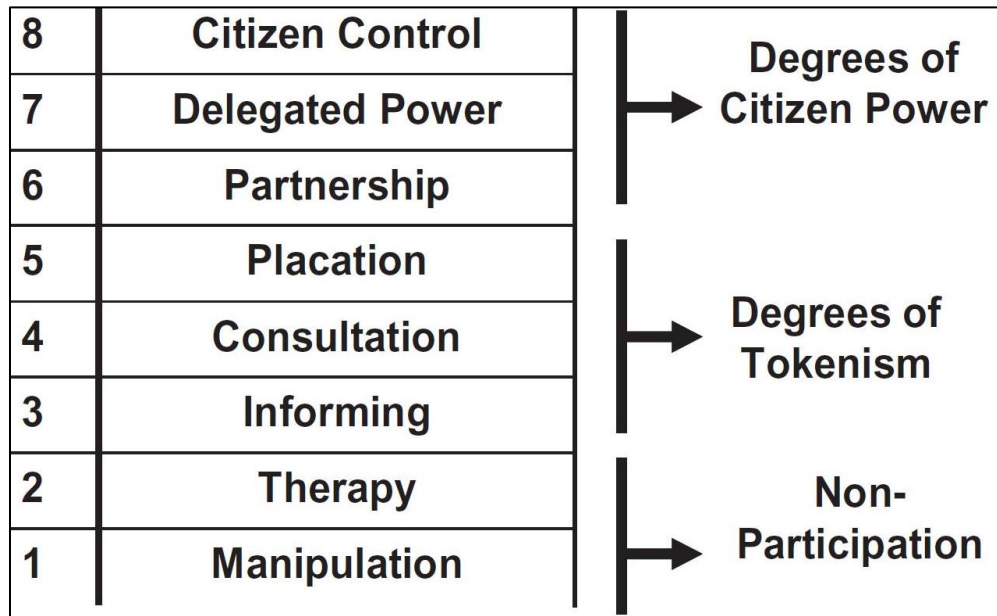 8 Citizen Control
7 Delegated Power
6 Partnership
Degrees of
Citizen Power
5 Placation
4 Consultation
3 Informing
Degrees of
Tokenism
2 Therapy
1 Manipulation
Non-
Participation